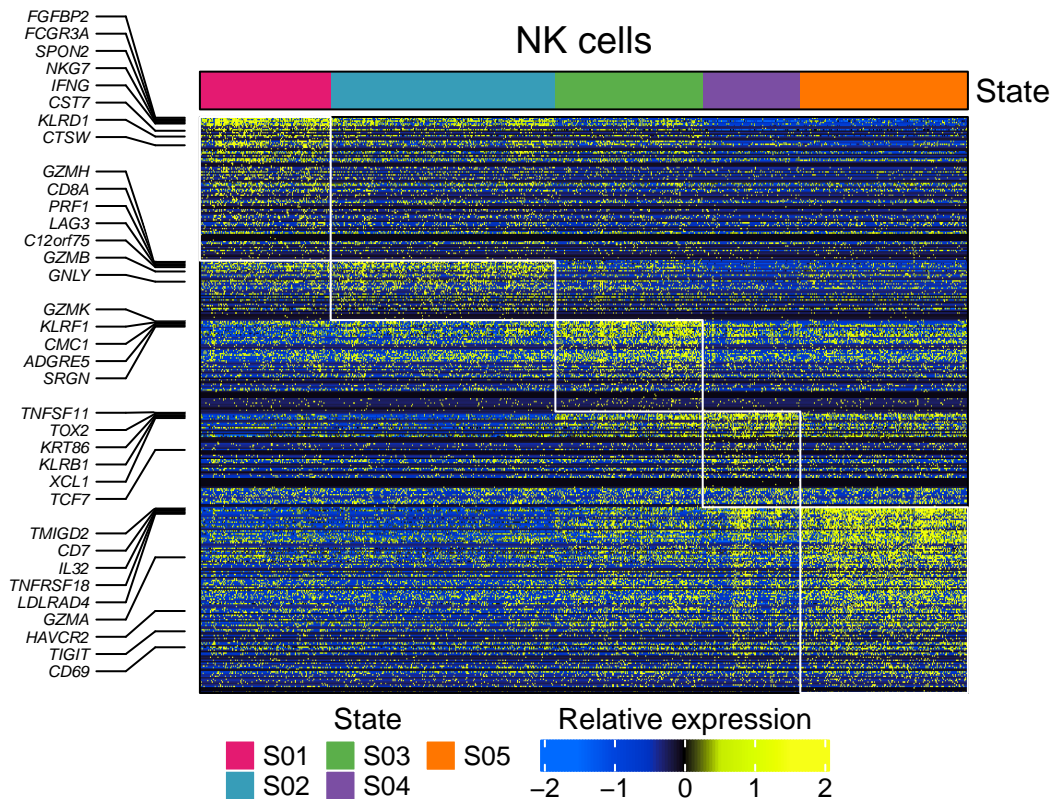 NK cells
State
FGFBP2
FCGR3A
SPON2
NKG7
IFNG
CST7
KLRD1
CTSW
GZMH
CD8A
PRF1
LAG3
C12orf75
GZMB
GNLY
GZMK
KLRF1
CMC1
ADGRE5
SRGN
TNFSF11
TOX2
KRT86
KLRB1
XCL1
TCF7
TMIGD2
CD7
IL32
TNFRSF18
LDLRAD4
GZMA
HAVCR2
TIGIT
CD69
State
S01 S03 S05
S02 S04
Relative expression
−2 −1 0 1 2